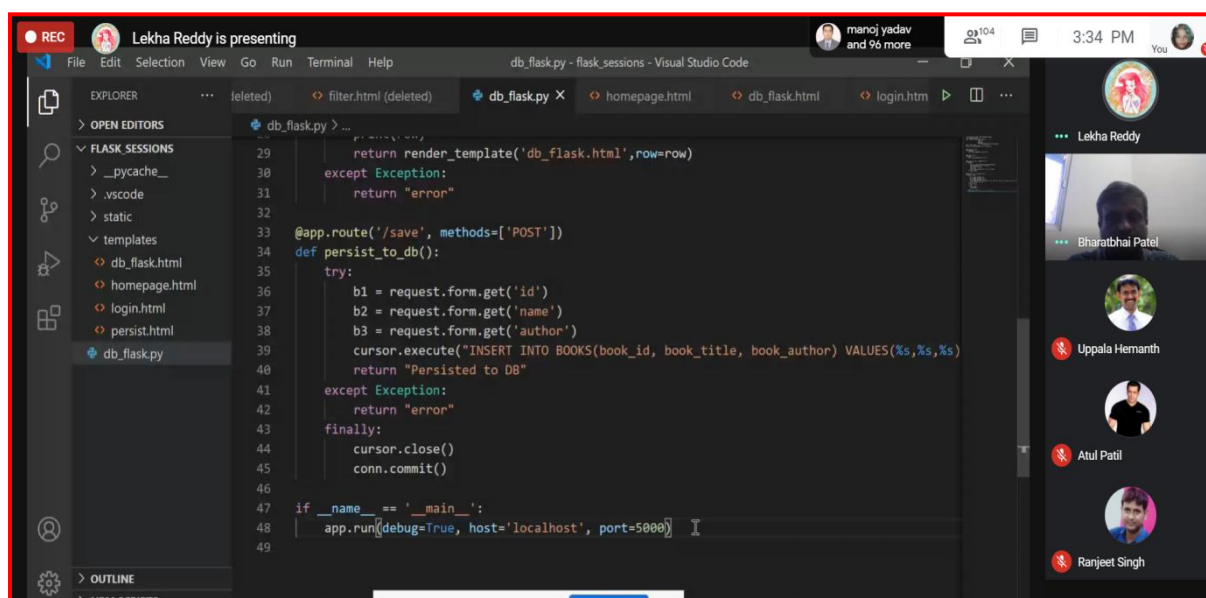 REC
Lekha Reddy is presenting
manoj yadav
and 96 more
104
3:34 PM
You
File Edit Selection View Go Run Terminal Help
db_flask.py - flask_sessions - Visual Studio Code
EXPLORER
leleted)
filter.html (deleted)
db_flask.py
homepage.html
db_flask.html
login.htm
OPEN EDITORS
db_flask.py > ...
FLASK_SESSIONS
__pycache__
.vscode
static
templates
db_flask.html
homepage.html
login.html
persist.html
db_flask.py
OUTLINE
29 return render_template('db_flask.html',row=row)
30 except Exception:
31 return "error"
32
33 @app.route('/save', methods=['POST'])
34 def persist_to_db():
35 try:
36 b1 = request.form.get('id')
37 b2 = request.form.get('name')
38 b3 = request.form.get('author')
39 cursor.execute("INSERT INTO BOOKS(book_id, book_title, book_author) VALUES(%s,%s,%s)
40 return "Persisted to DB"
41 except Exception:
42 return "error"
43 finally:
44 cursor.close()
45 conn.commit()
46
47 if __name__ == '__main__':
48 app.run(debug=True, host='localhost', port=5000)
49
Lekha Reddy
Bharatbhai Patel
Uppala Hemanth
Atul Patil
Ranjeet Singh